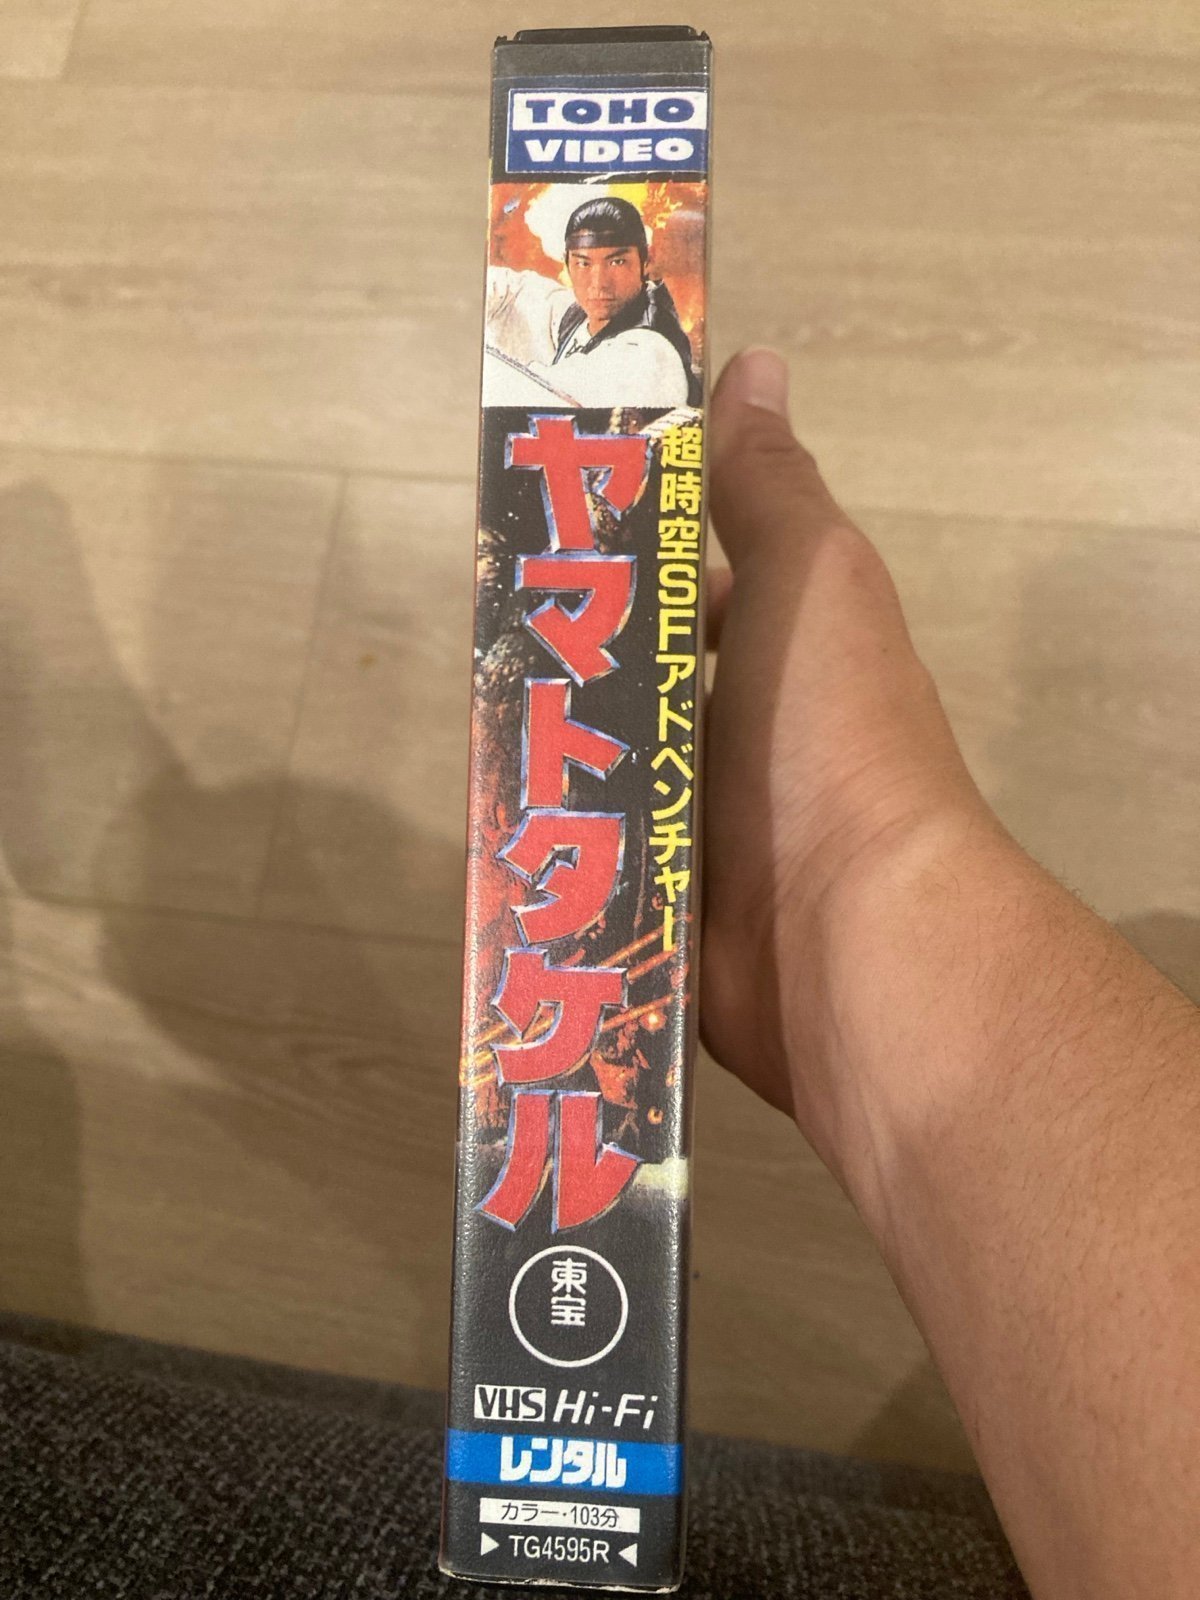 TOHO
VIDEO
超時空SFアドベンチャー
ヤマトタケル
東宝
VHS Hi-Fi
レンタル
カラー・103分
▶ TG4595R ◀